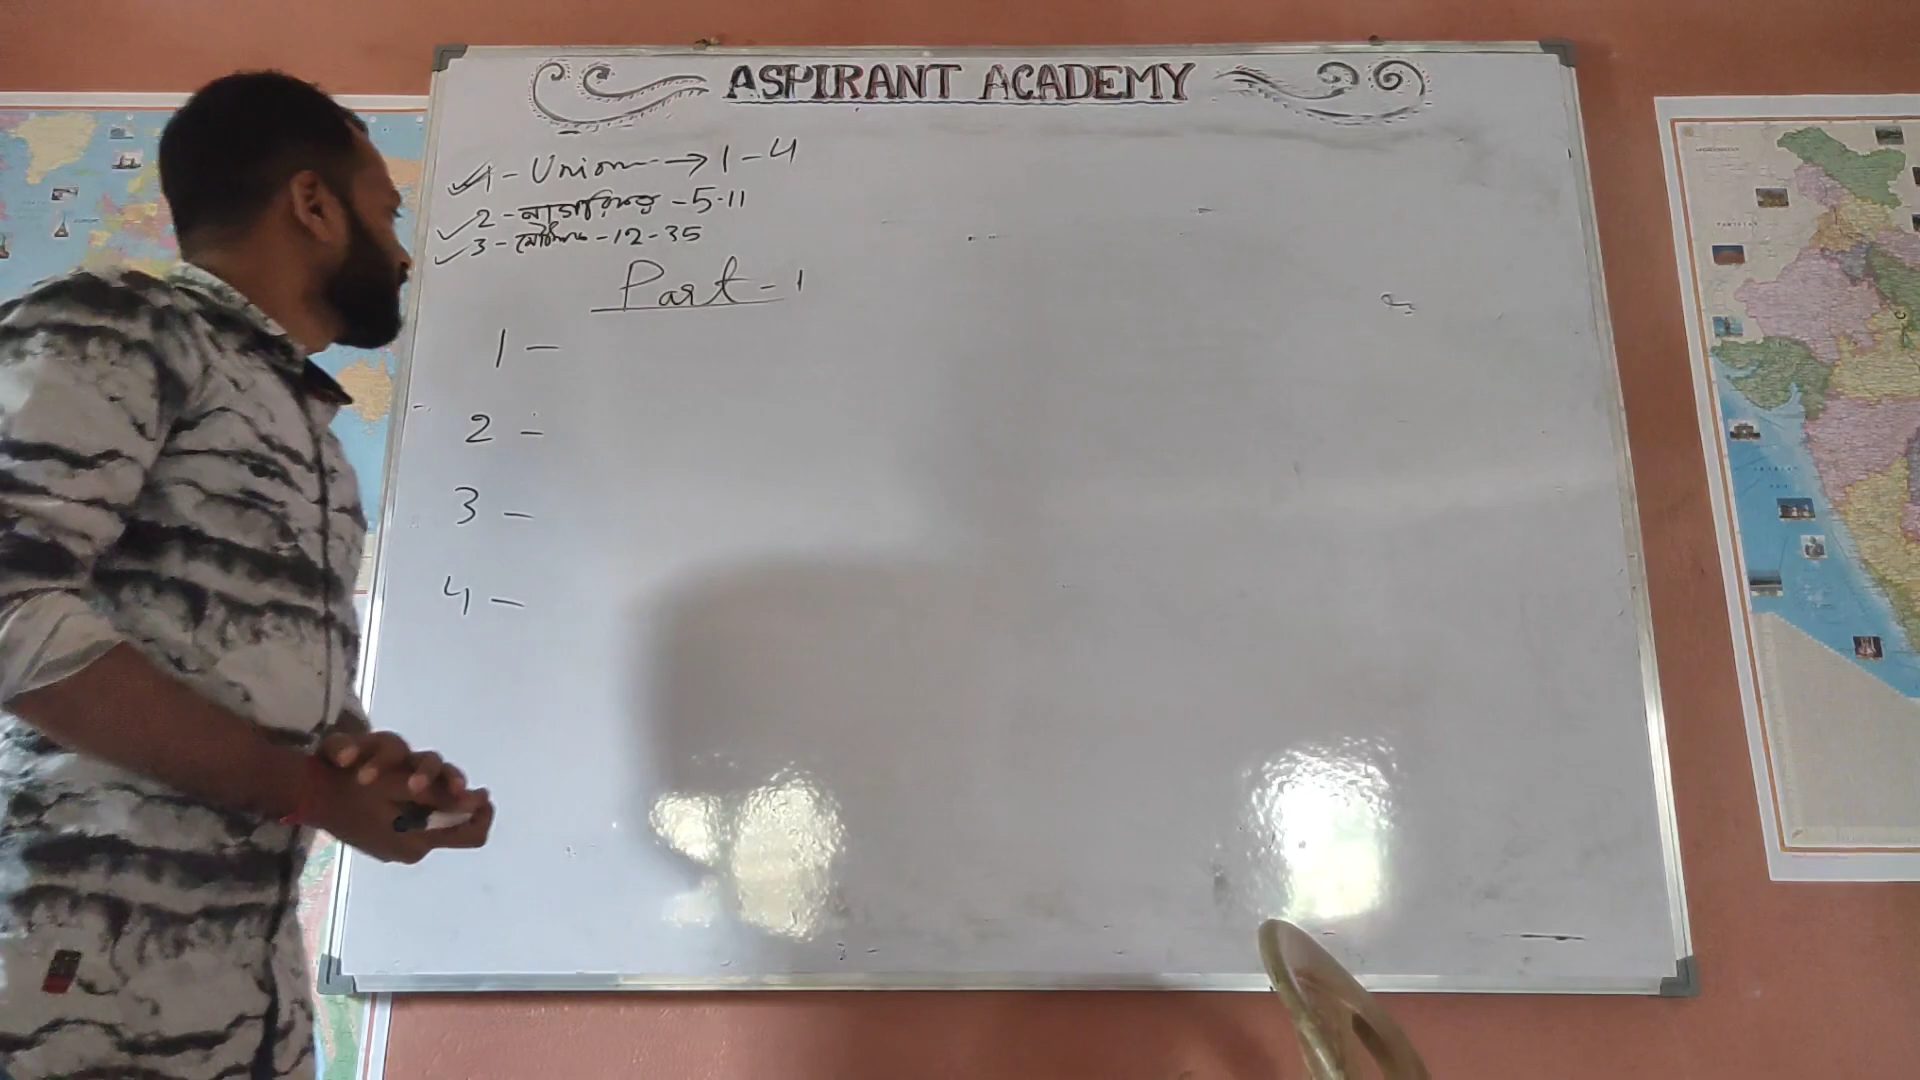 ASPIRANT ACADEMY
1 - Union → 1 - 4
2 - নাগরিকত্ব - 5-11
3 - মৌলিক - 12-35
Part - 1
1 -
2 -
3 -
4 -